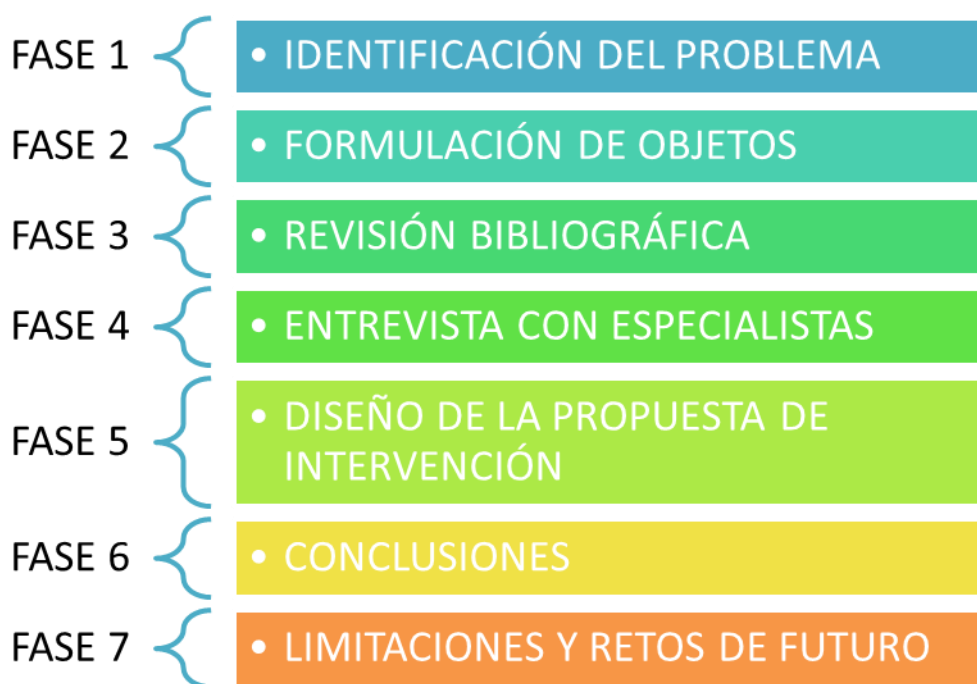 FASE 1
• IDENTIFICACIÓN DEL PROBLEMA
FASE 2
• FORMULACIÓN DE OBJETOS
FASE 3
• REVISIÓN BIBLIOGRÁFICA
FASE 4
• ENTREVISTA CON ESPECIALISTAS
FASE 5
• DISEÑO DE LA PROPUESTA DE
INTERVENCIÓN
FASE 6
• CONCLUSIONES
FASE 7
• LIMITACIONES Y RETOS DE FUTURO